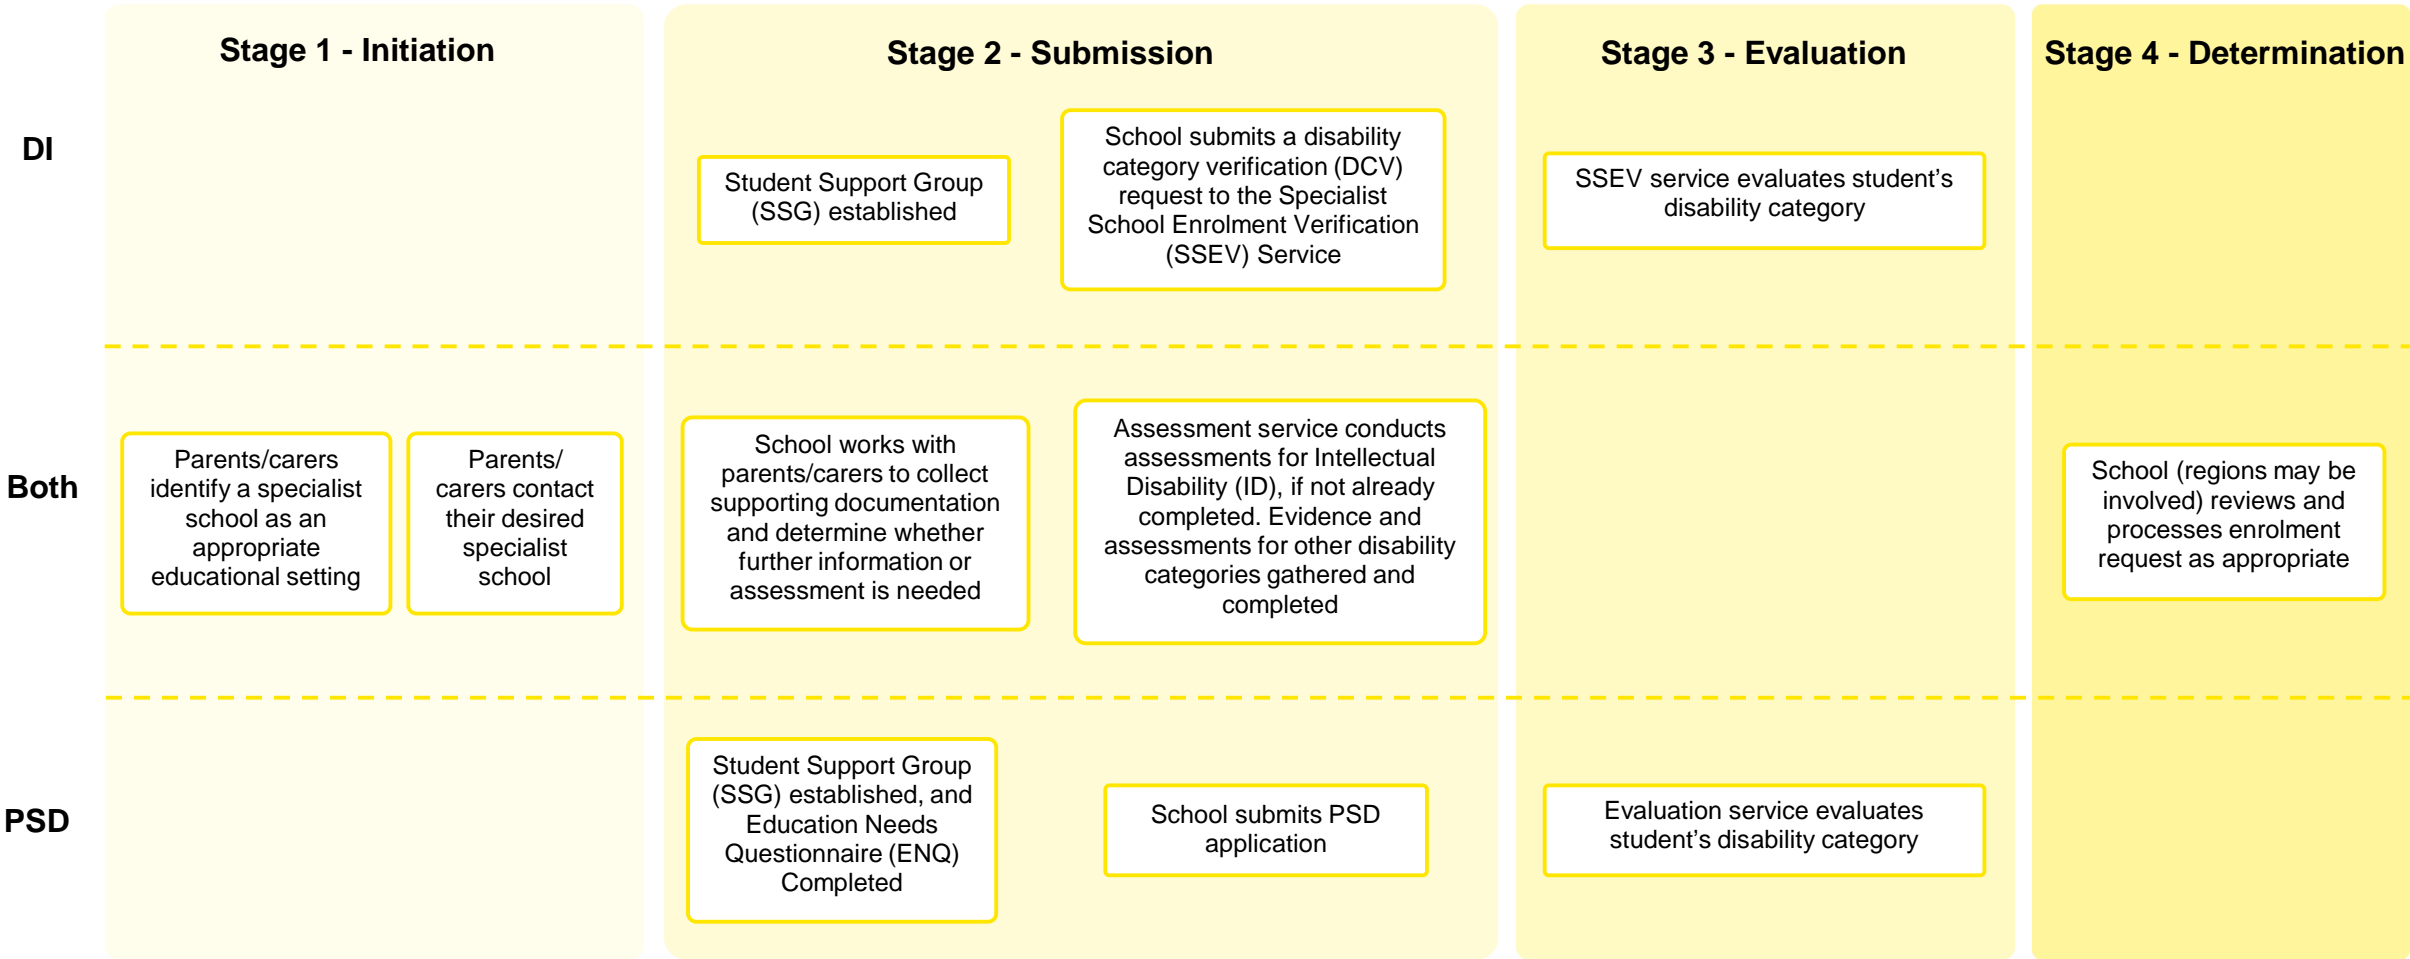 Stage 1 - Initiation
Stage 2 - Submission
Stage 3 - Evaluation
Stage 4 - Determination
DI
Student Support Group
(SSG) established
School submits a disability
category verification (DCV)
request to the Specialist
School Enrolment Verification
(SSEV) Service
SSEV service evaluates student’s
disability category
Both
Parents/carers
identify a specialist
school as an
appropriate
educational setting
Parents/
carers contact
their desired
specialist
school
School works with
parents/carers to collect
supporting documentation
and determine whether
further information or
assessment is needed
Assessment service conducts
assessments for Intellectual
Disability (ID), if not already
completed. Evidence and
assessments for other disability
categories gathered and
completed
School (regions may be
involved) reviews and
processes enrolment
request as appropriate
PSD
Student Support Group
(SSG) established, and
Education Needs
Questionnaire (ENQ)
Completed
School submits PSD
application
Evaluation service evaluates
student’s disability category